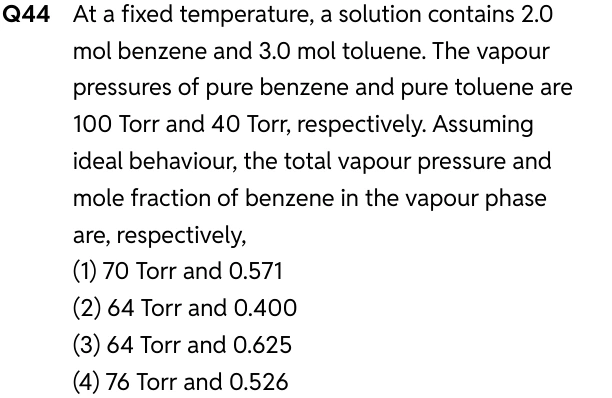 Q44 At a fixed temperature, a solution contains 2.0
mol benzene and 3.0 mol toluene. The vapour
pressures of pure benzene and pure toluene are
100 Torr and 40 Torr, respectively. Assuming
ideal behaviour, the total vapour pressure and
mole fraction of benzene in the vapour phase
are, respectively,
(1) 70 Torr and 0.571
(2) 64 Torr and 0.400
(3) 64 Torr and 0.625
(4) 76 Torr and 0.526